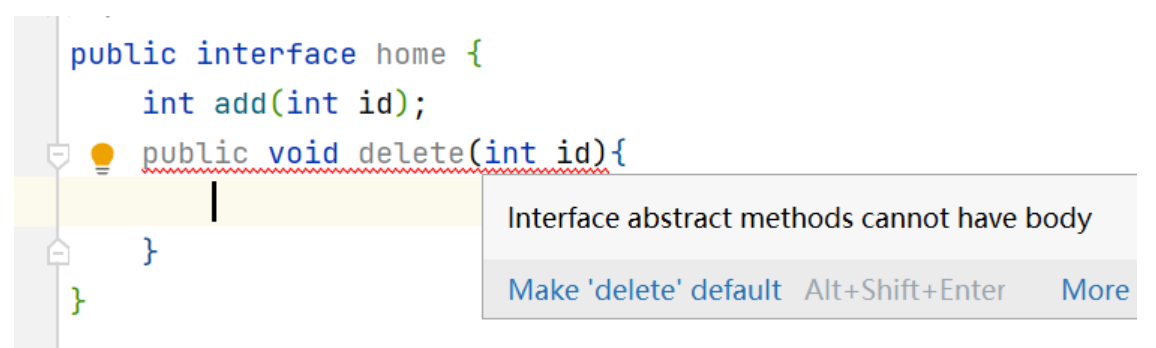 public interface home {
int add(int id);
public void delete(int id){
Interface abstract methods cannot have body
}
Make 'delete' default Alt+Shift+Enter More
}